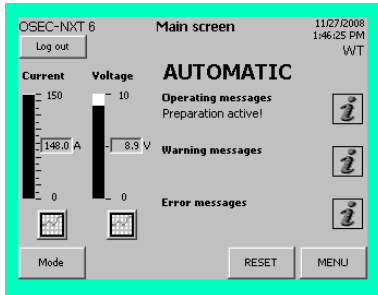 OSEC-NXT 6
Main screen
11/27/2008
1:46:25 PM
Log out
WT
AUTOMATIC
Current
Voltage
150
10
Operating messages
Preparation active!
148.0 A
8.9 V
Warning messages
0
0
Error messages
Mode
RESET
MENU